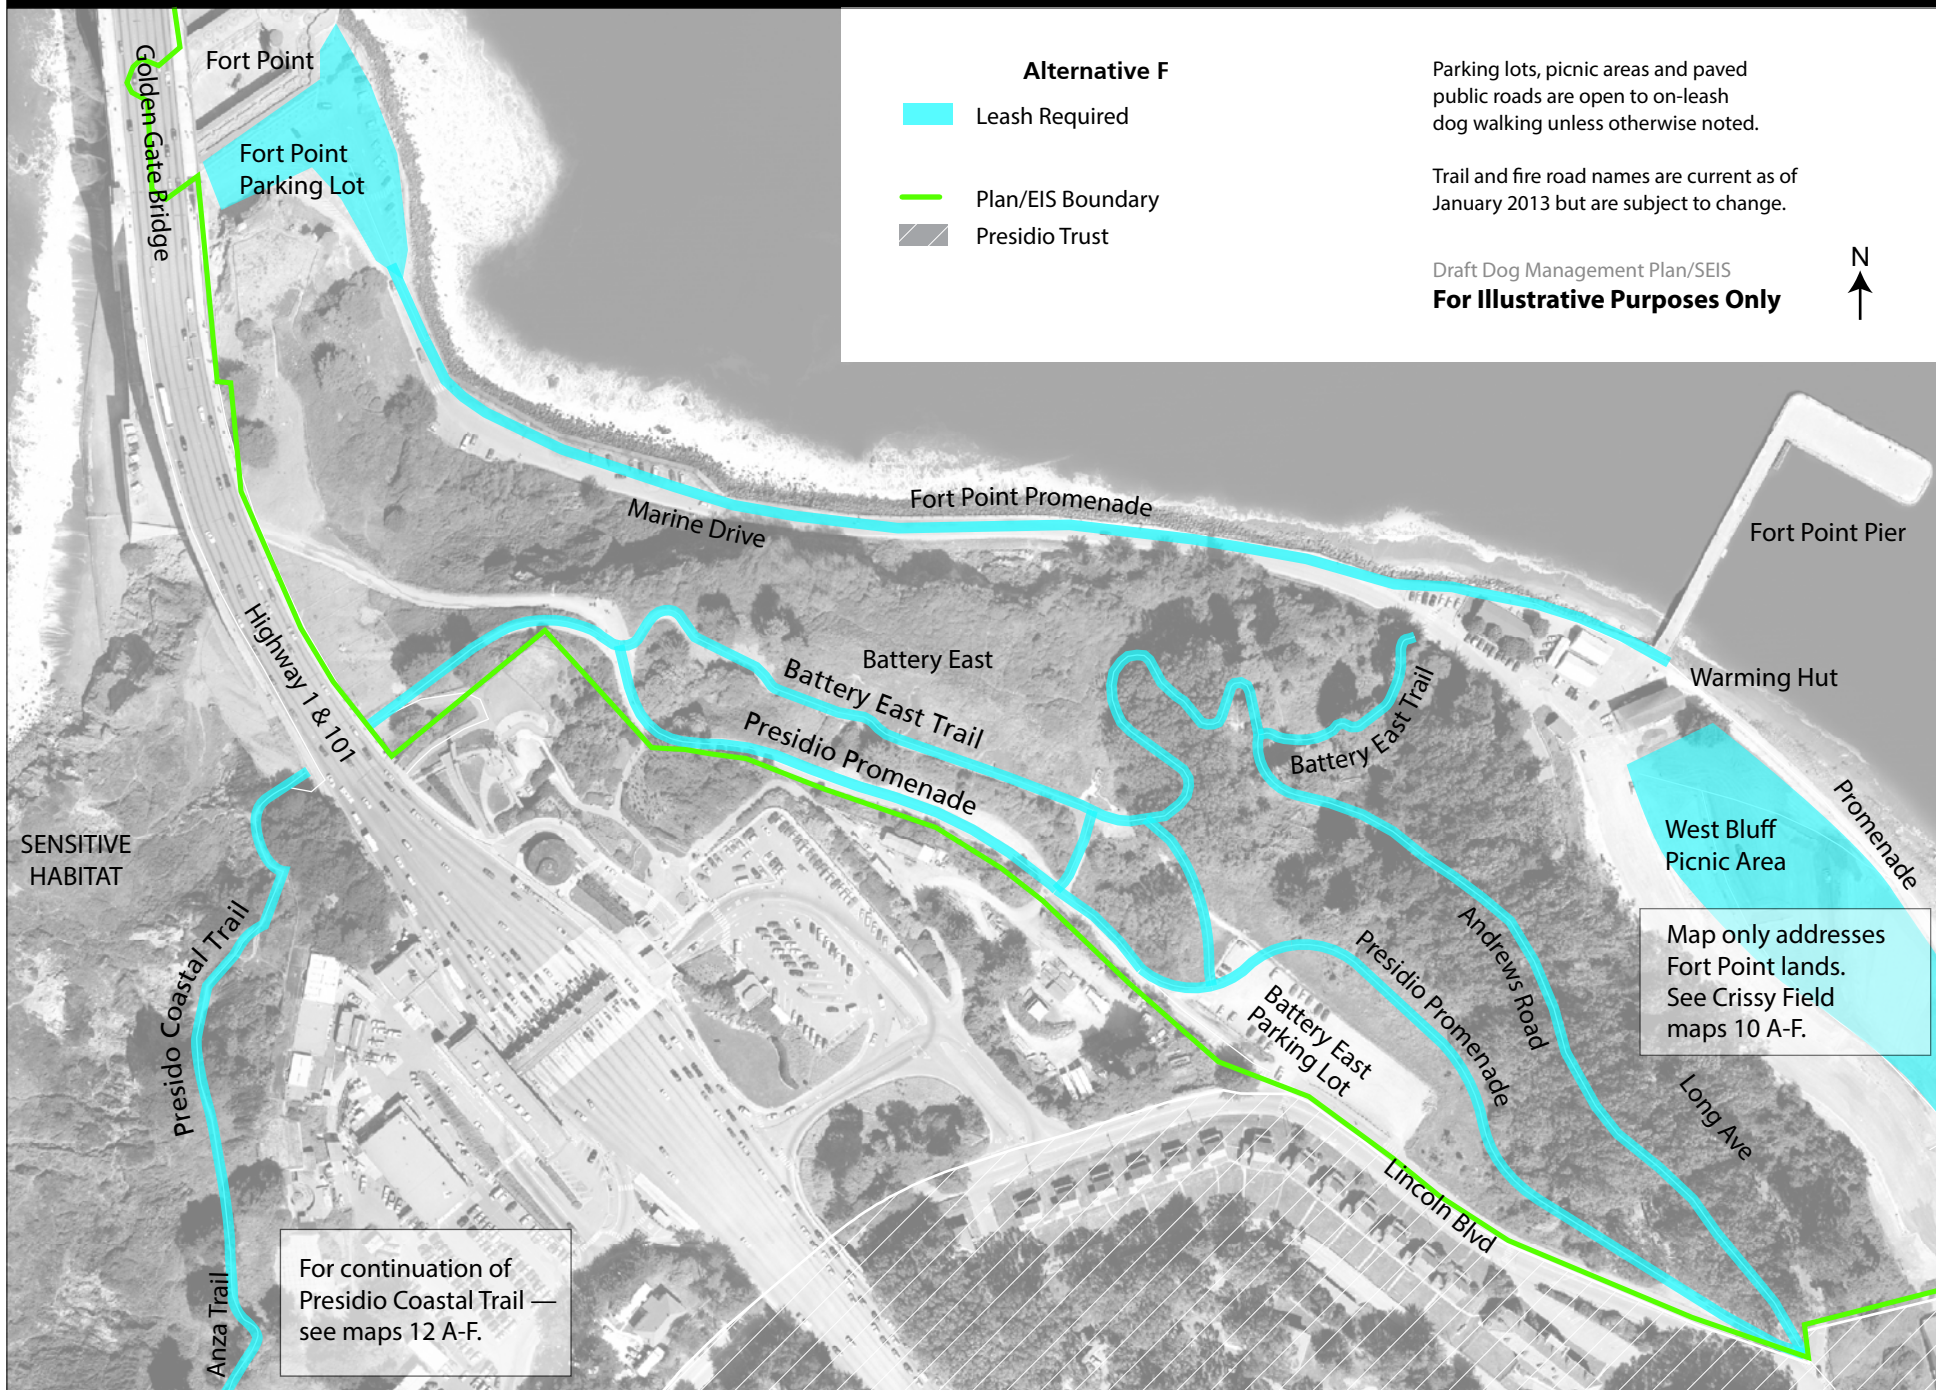 Alternative F
Leash Required
Plan/EIS Boundary
Presidio Trust
Parking lots, picnic areas and paved
public roads are open to on-leash
dog walking unless otherwise noted.
Trail and fire road names are current as of
January 2013 but are subject to change.
Draft Dog Management Plan/SEIS
For Illustrative Purposes Only
N
Golden Gate Bridge
Fort Point
Fort Point
Parking Lot
Fort Point Promenade
Marine Drive
Fort Point Pier
Highway 1 & 101
Battery East
Battery East Trail
Presidio Promenade
Battery East Trail
Warming Hut
Promenade
West Bluff
Picnic Area
SENSITIVE
HABITAT
Presido Coastal Trail
Presidio Promenade
Andrews Road
Map only addresses
Fort Point lands.
See Crissy Field
maps 10 A-F.
Battery East
Parking Lot
Long Ave
Lincoln Blvd
Anza Trail
For continuation of
Presidio Coastal Trail —
see maps 12 A-F.